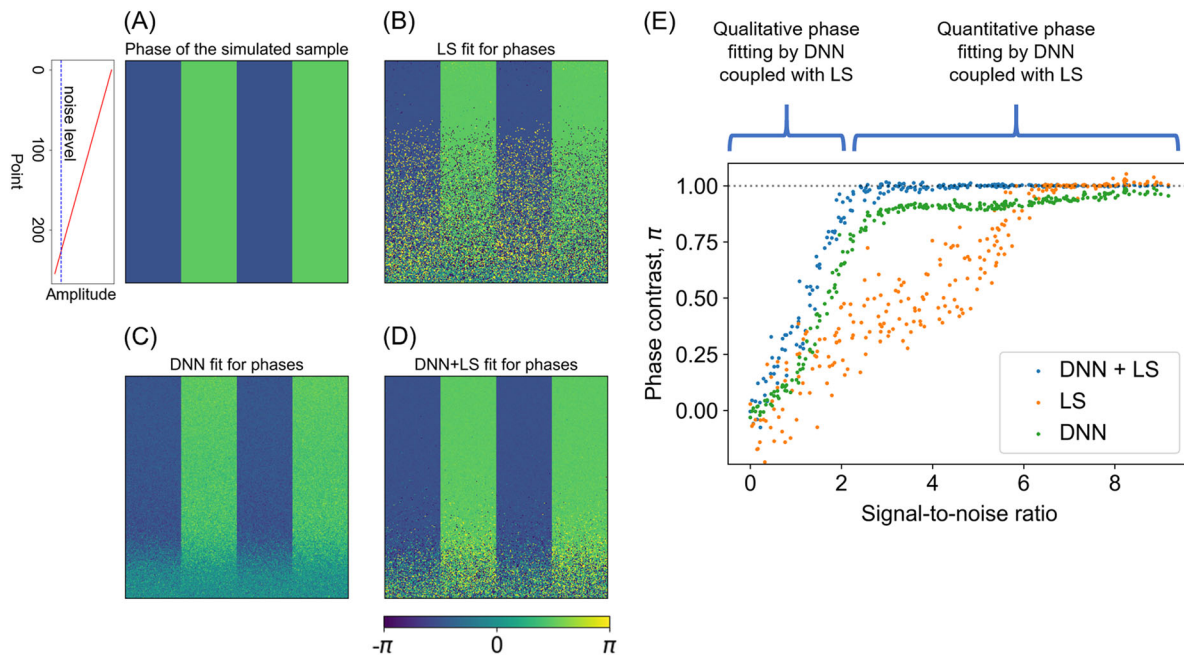 (A)
Phase of the simulated sample
0
100
200
Point
noise level
Amplitude
(B)
LS fit for phases
(C)
DNN fit for phases
(D)
DNN+LS fit for phases
-π
0
π
(E)
Qualitative phase
fitting by DNN
coupled with LS
Quantitative phase
fitting by DNN
coupled with LS
Phase contrast, π
1.00
0.75
0.50
0.25
0.00
DNN + LS
LS
DNN
0
2
4
6
8
Signal-to-noise ratio